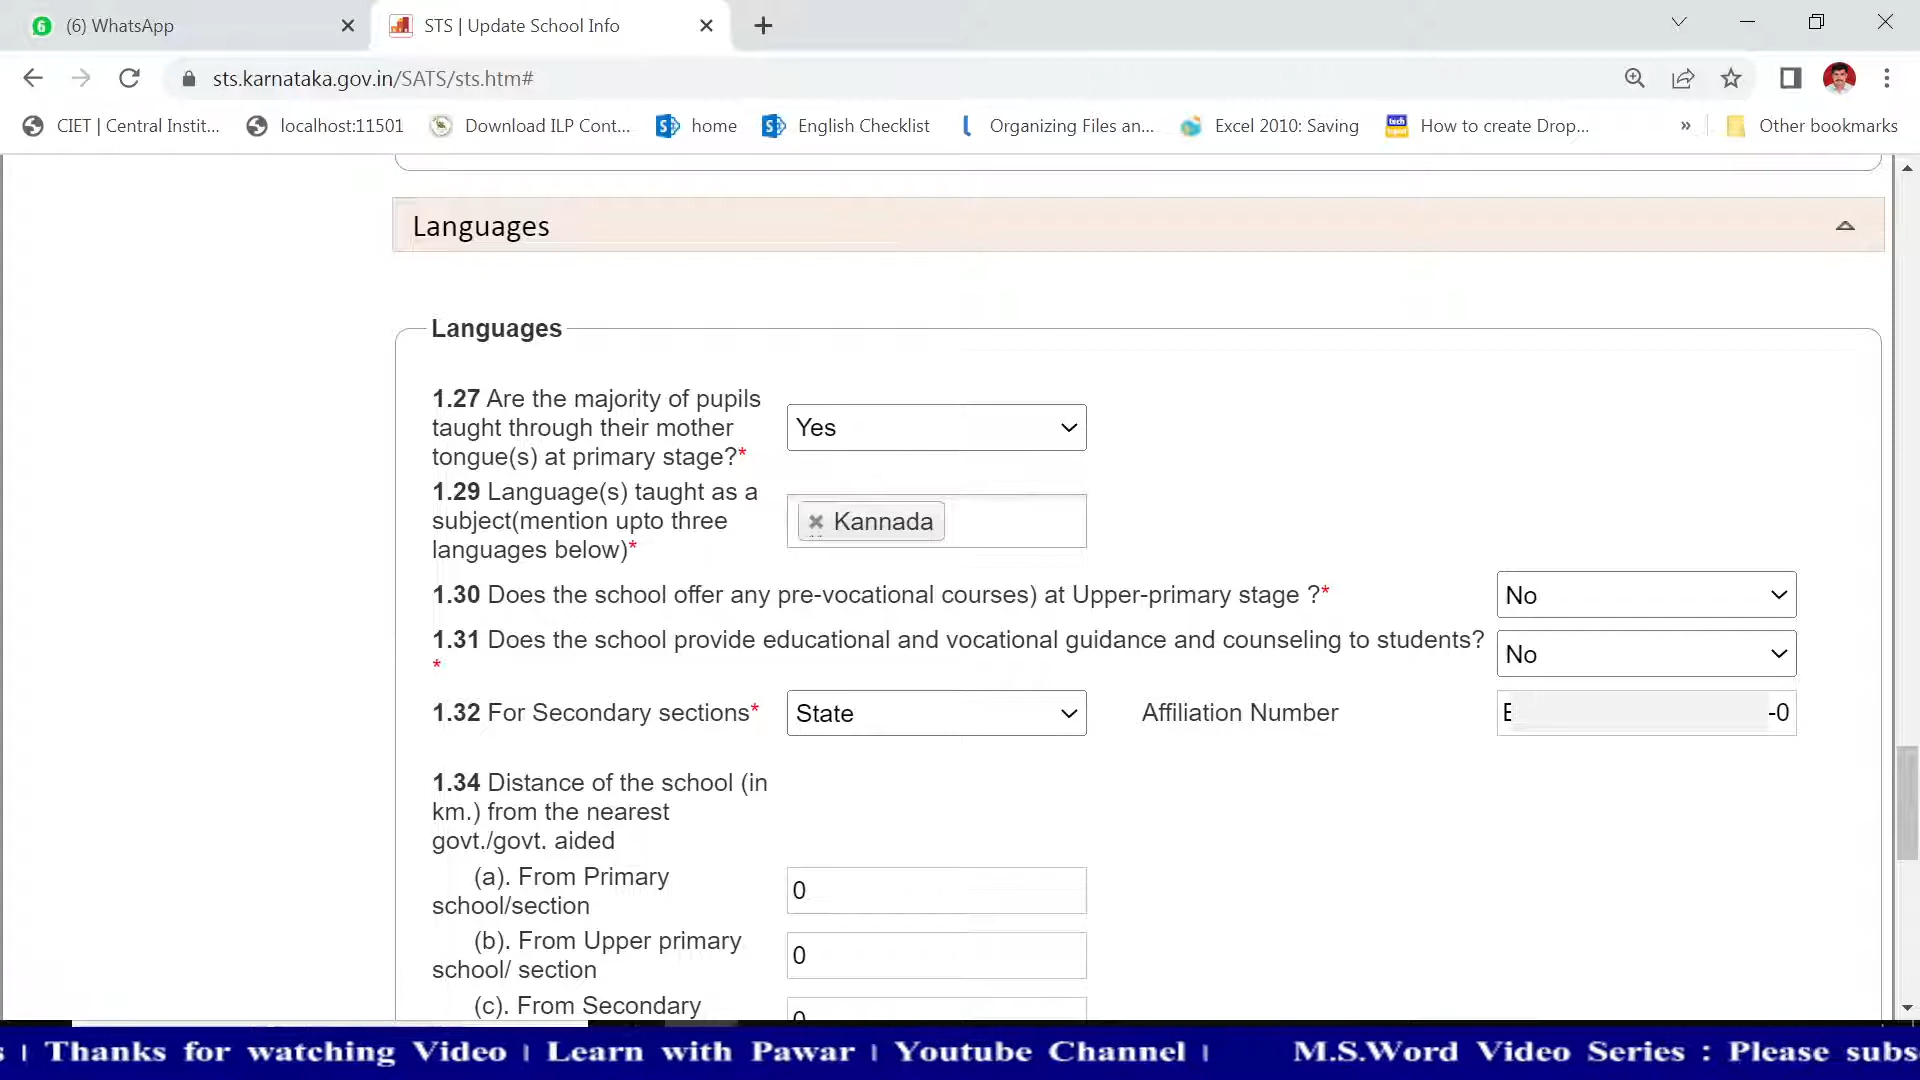 (6) WhatsApp
STS | Update School Info
sts.karnataka.gov.in/SATS/sts.htm#
CIET | Central Instit...
localhost:11501
Download ILP Cont...
home
English Checklist
Organizing Files an...
Excel 2010: Saving
How to create Drop...
»
Other bookmarks
Languages
Languages
1.27 Are the majority of pupils
taught through their mother
tongue(s) at primary stage?*
Yes
1.29 Language(s) taught as a
subject(mention upto three
languages below)*
Kannada
1.30 Does the school offer any pre-vocational courses) at Upper-primary stage ?*
No
1.31 Does the school provide educational and vocational guidance and counseling to students?
*
No
1.32 For Secondary sections*
State
Affiliation Number
-0
1.34 Distance of the school (in
km.) from the nearest
govt./govt. aided
(a). From Primary
school/section
0
(b). From Upper primary
school/ section
0
(c). From Secondary
0
s | Thanks for watching Video | Learn with Pawar | Youtube Channel | M.S.Word Video Series : Please subs